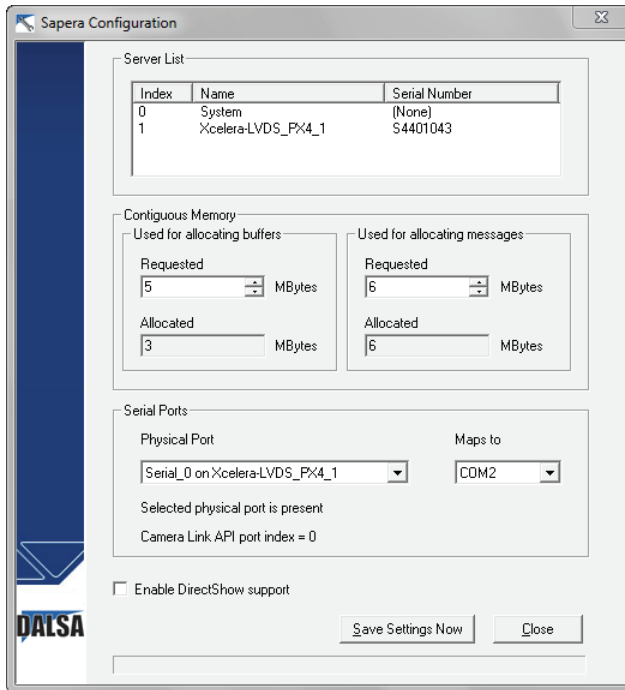 Sapera Configuration
Server List
Index Name Serial Number
0 System (None)
1 Xcelera-LVDS_PX4_1 S4401043
Contiguous Memory
Used for allocating buffers Used for allocating messages
Requested Requested
5 MBytes 6 MBytes
Allocated Allocated
3 MBytes 6 MBytes
Serial Ports
Physical Port Maps to
Serial_0 on Xcelera-LVDS_PX4_1 COM2
Selected physical port is present
Camera Link API port index = 0
Enable DirectShow support
DALSA
Save Settings Now Close